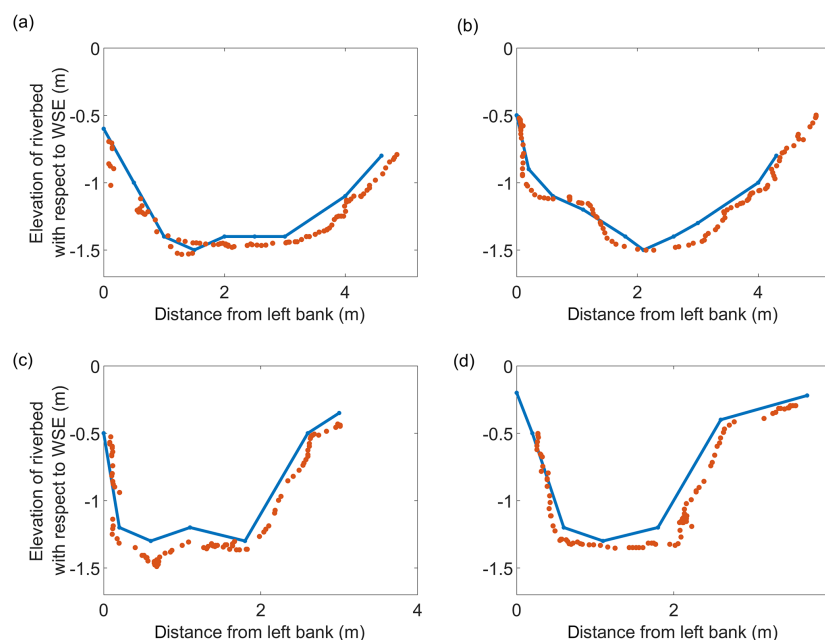 (a)
(b)
0
-0.5
-1
-1.5
0 2 4
Distance from left bank (m)
Elevation of riverbed
with respect to WSE (m)
0
-0.5
-1
-1.5
0 2 4
Distance from left bank (m)
(c)
(d)
0
-0.5
-1
-1.5
0 2 4
Distance from left bank (m)
Elevation of riverbed
with respect to WSE (m)
0
-0.5
-1
-1.5
0 2
Distance from left bank (m)